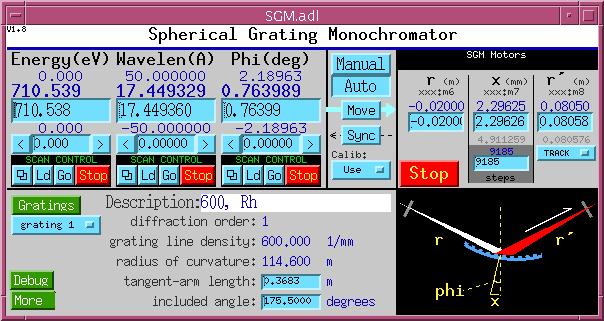 SGM.adl
V1.8
Spherical Grating Monochromator
Energy(eV) Wavelen(A) Phi(deg)
0.000 50.000000 2.18963
710.539 17.449329 0.763989
710.538 17.449360 0.76399
0.000 -50.000000 -2.18963
< 0.000 > < 0.00000 > < 0.0000 >
SCAN CONTROL SCAN CONTROL SCAN CONTROL
Ld Go Stop Ld Go Stop Ld Go Stop
Manual
Auto
Move
<- Sync --
Calib:
Use
SGM Motors
r (m) x (mm) r´ (m)
xxx:m6 xxx:m7 xxx:m8
-0.02000 2.29625 0.08050
-0.02000 2.29626 0.08058
4.911259 0.080576
9185 TRACK
9185
steps
Stop
Gratings
grating 1
Debug
More
Description: 600, Rh
diffraction order: 1
grating line density: 600.000 1/mm
radius of curvature: 114.600 m
tangent-arm length: 0.3683 m
included angle: 175.5000 degrees
r r´
phi
x